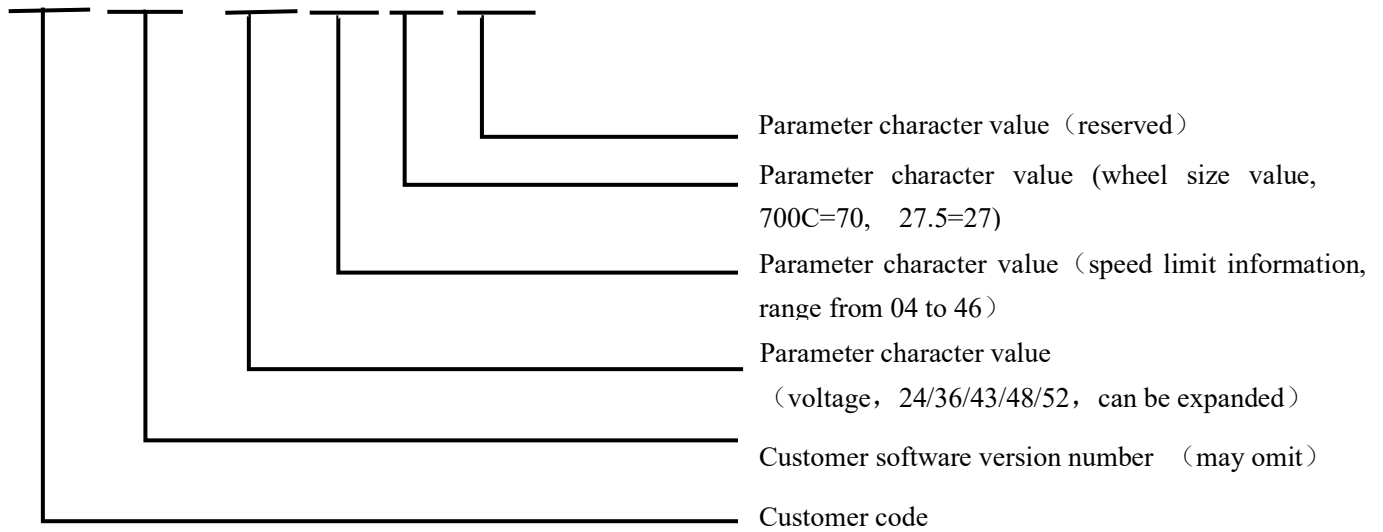 Parameter character value（reserved）
Parameter character value (wheel size value,
700C=70, 27.5=27)
Parameter character value（speed limit information,
range from 04 to 46）
Parameter character value
（voltage，24/36/43/48/52，can be expanded）
Customer software version number （may omit）
Customer code